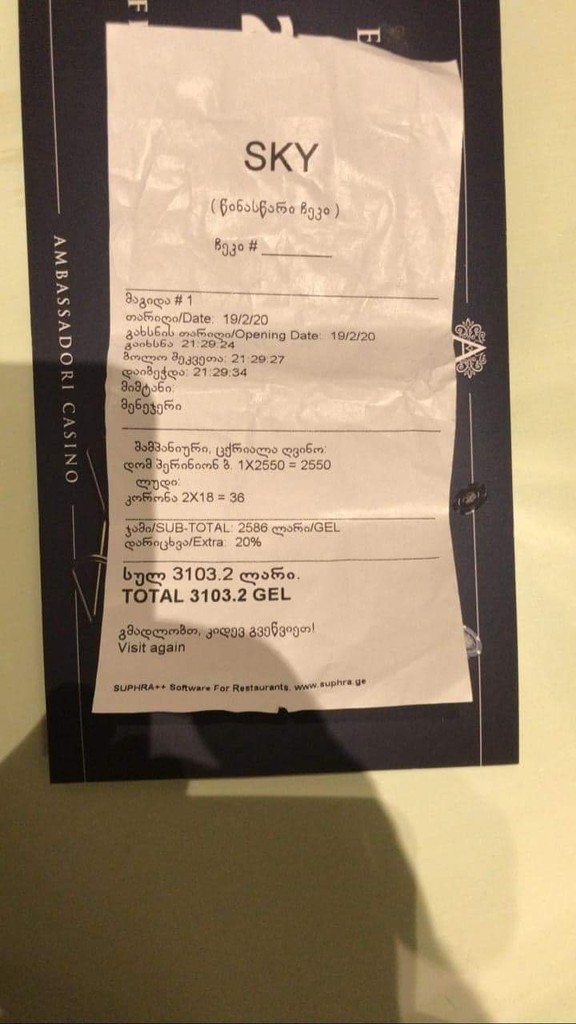 SKY
(წინასწარი ჩეკი)
ჩეკი # ________
მაგიდა # 1
თარიღი/Date: 19/2/20
გახსნის თარიღი/Opening Date: 19/2/20
გაიხსნა 21:29:24
ბოლო შეკვეთა: 21:29:27
დაიბეჭდა: 21:29:34
მიმტანი:
მენეჯერი
შამპანიური, ცქრიალა ღვინო:
დომ პერინიონ ბ. 1X2550 = 2550
ლუდი:
კორონა 2X18 = 36
ჯამი/SUB-TOTAL: 2586 ლარი/GEL
დარიცხვა/Extra: 20%
სულ 3103.2 ლარი.
TOTAL 3103.2 GEL
გმადლობთ, კიდევ გვეწვიეთ!
Visit again
SUPHRA++ Software For Restaurants. www.suphra.ge
AMBASSADORI CASINO
A